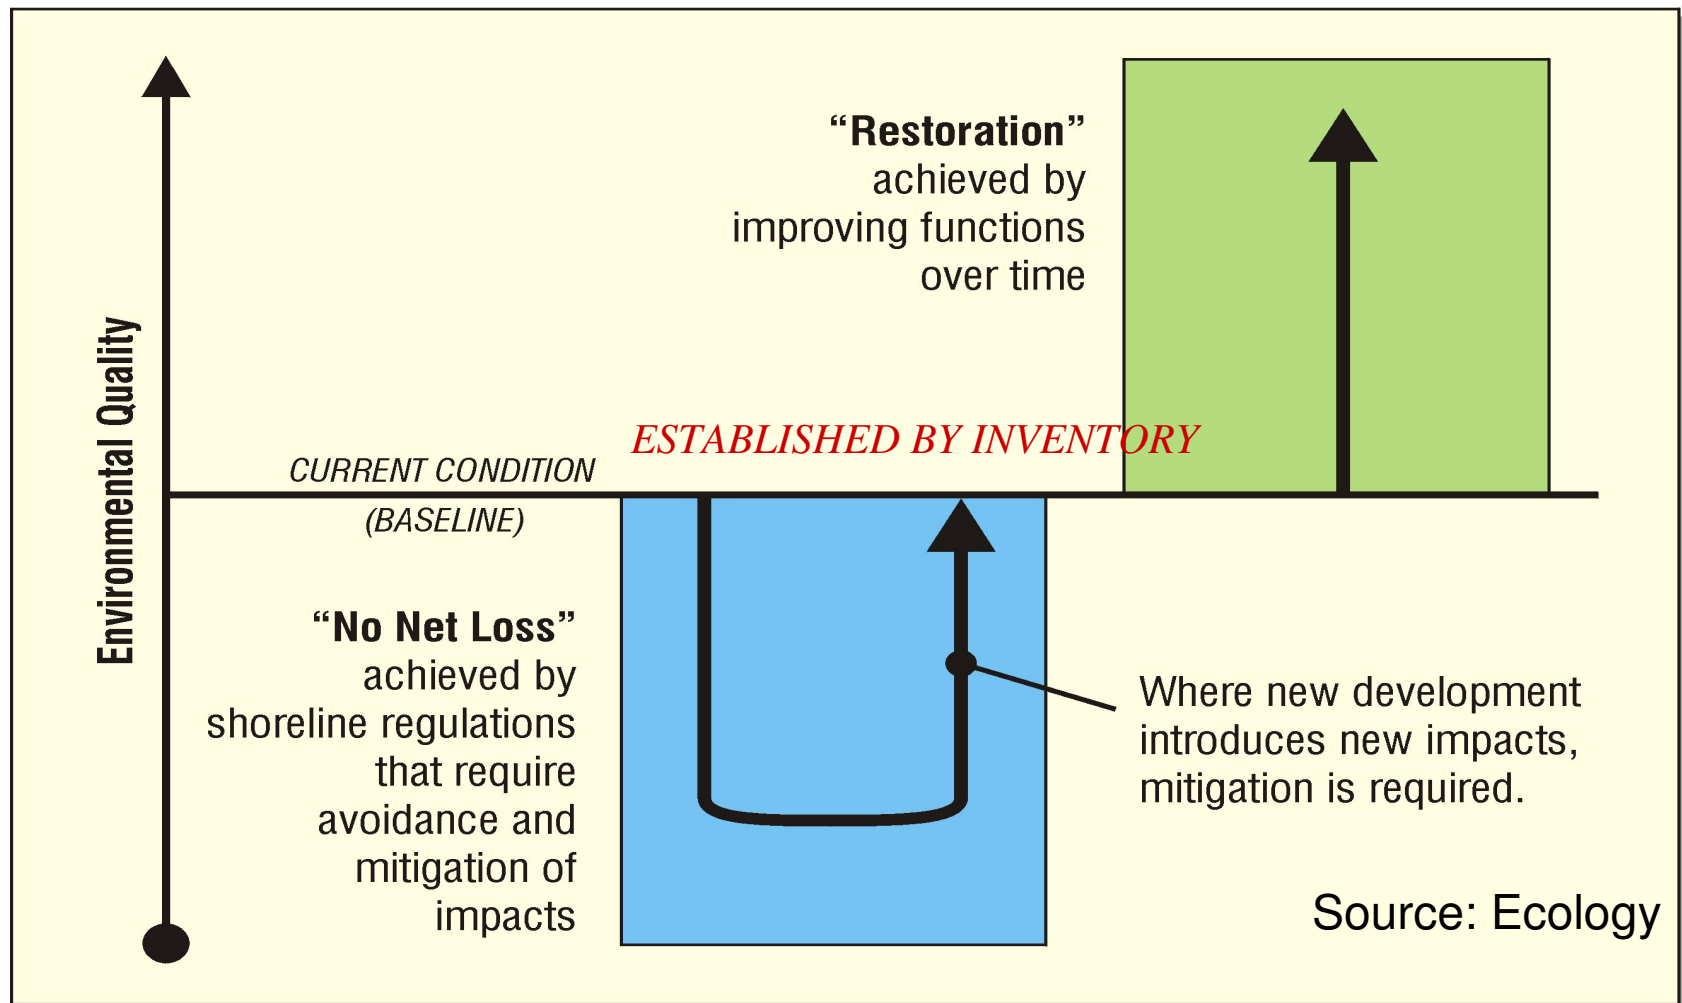 “Restoration”
achieved by
improving functions
over time
Environmental Quality
ESTABLISHED BY INVENTORY
CURRENT CONDITION
(BASELINE)
“No Net Loss”
achieved by
shoreline regulations
that require
avoidance and
mitigation of
impacts
Where new development
introduces new impacts,
mitigation is required.
Source: Ecology